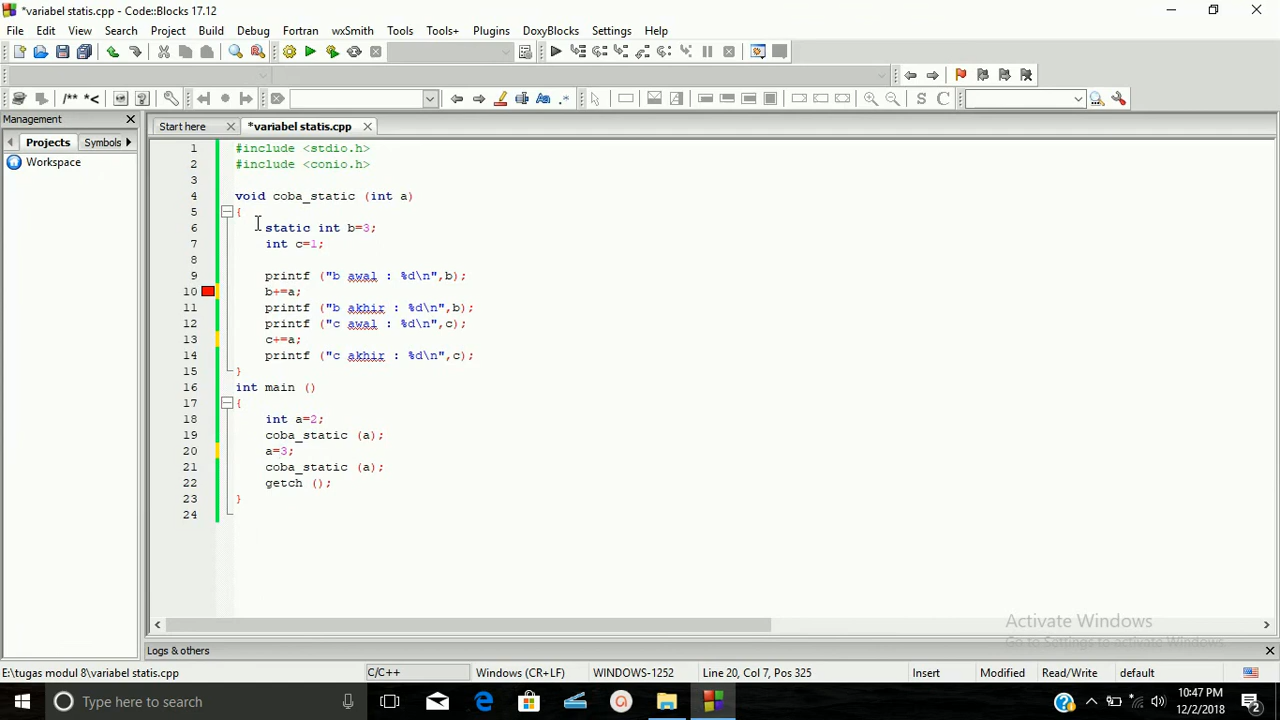 *variabel statis.cpp - Code::Blocks 17.12
File Edit View Search Project Build Debug Fortran wxSmith Tools Tools+ Plugins DoxyBlocks Settings Help
/** *<
S C
Management
Start here *variabel statis.cpp
Projects Symbols
Workspace
1 #include <stdio.h>
2 #include <conio.h>
3
4 void coba_static (int a)
5 {
6 static int b=3;
7 int c=1;
8
9 printf ("b awal : %d\n",b);
10 b+=a;
11 printf ("b akhir : %d\n",b);
12 printf ("c awal : %d\n",c);
13 c+=a;
14 printf ("c akhir : %d\n",c);
15 }
16 int main ()
17 {
18 int a=2;
19 coba_static (a);
20 a=3;
21 coba_static (a);
22 getch ();
23 }
24
Activate Windows
Go to Settings to activate Windows.
Logs & others
E:\tugas modul 8\variabel statis.cpp C/C++ Windows (CR+LF) WINDOWS-1252 Line 20, Col 7, Pos 325 Insert Modified Read/Write default
Type here to search
10:47 PM
12/2/2018
2